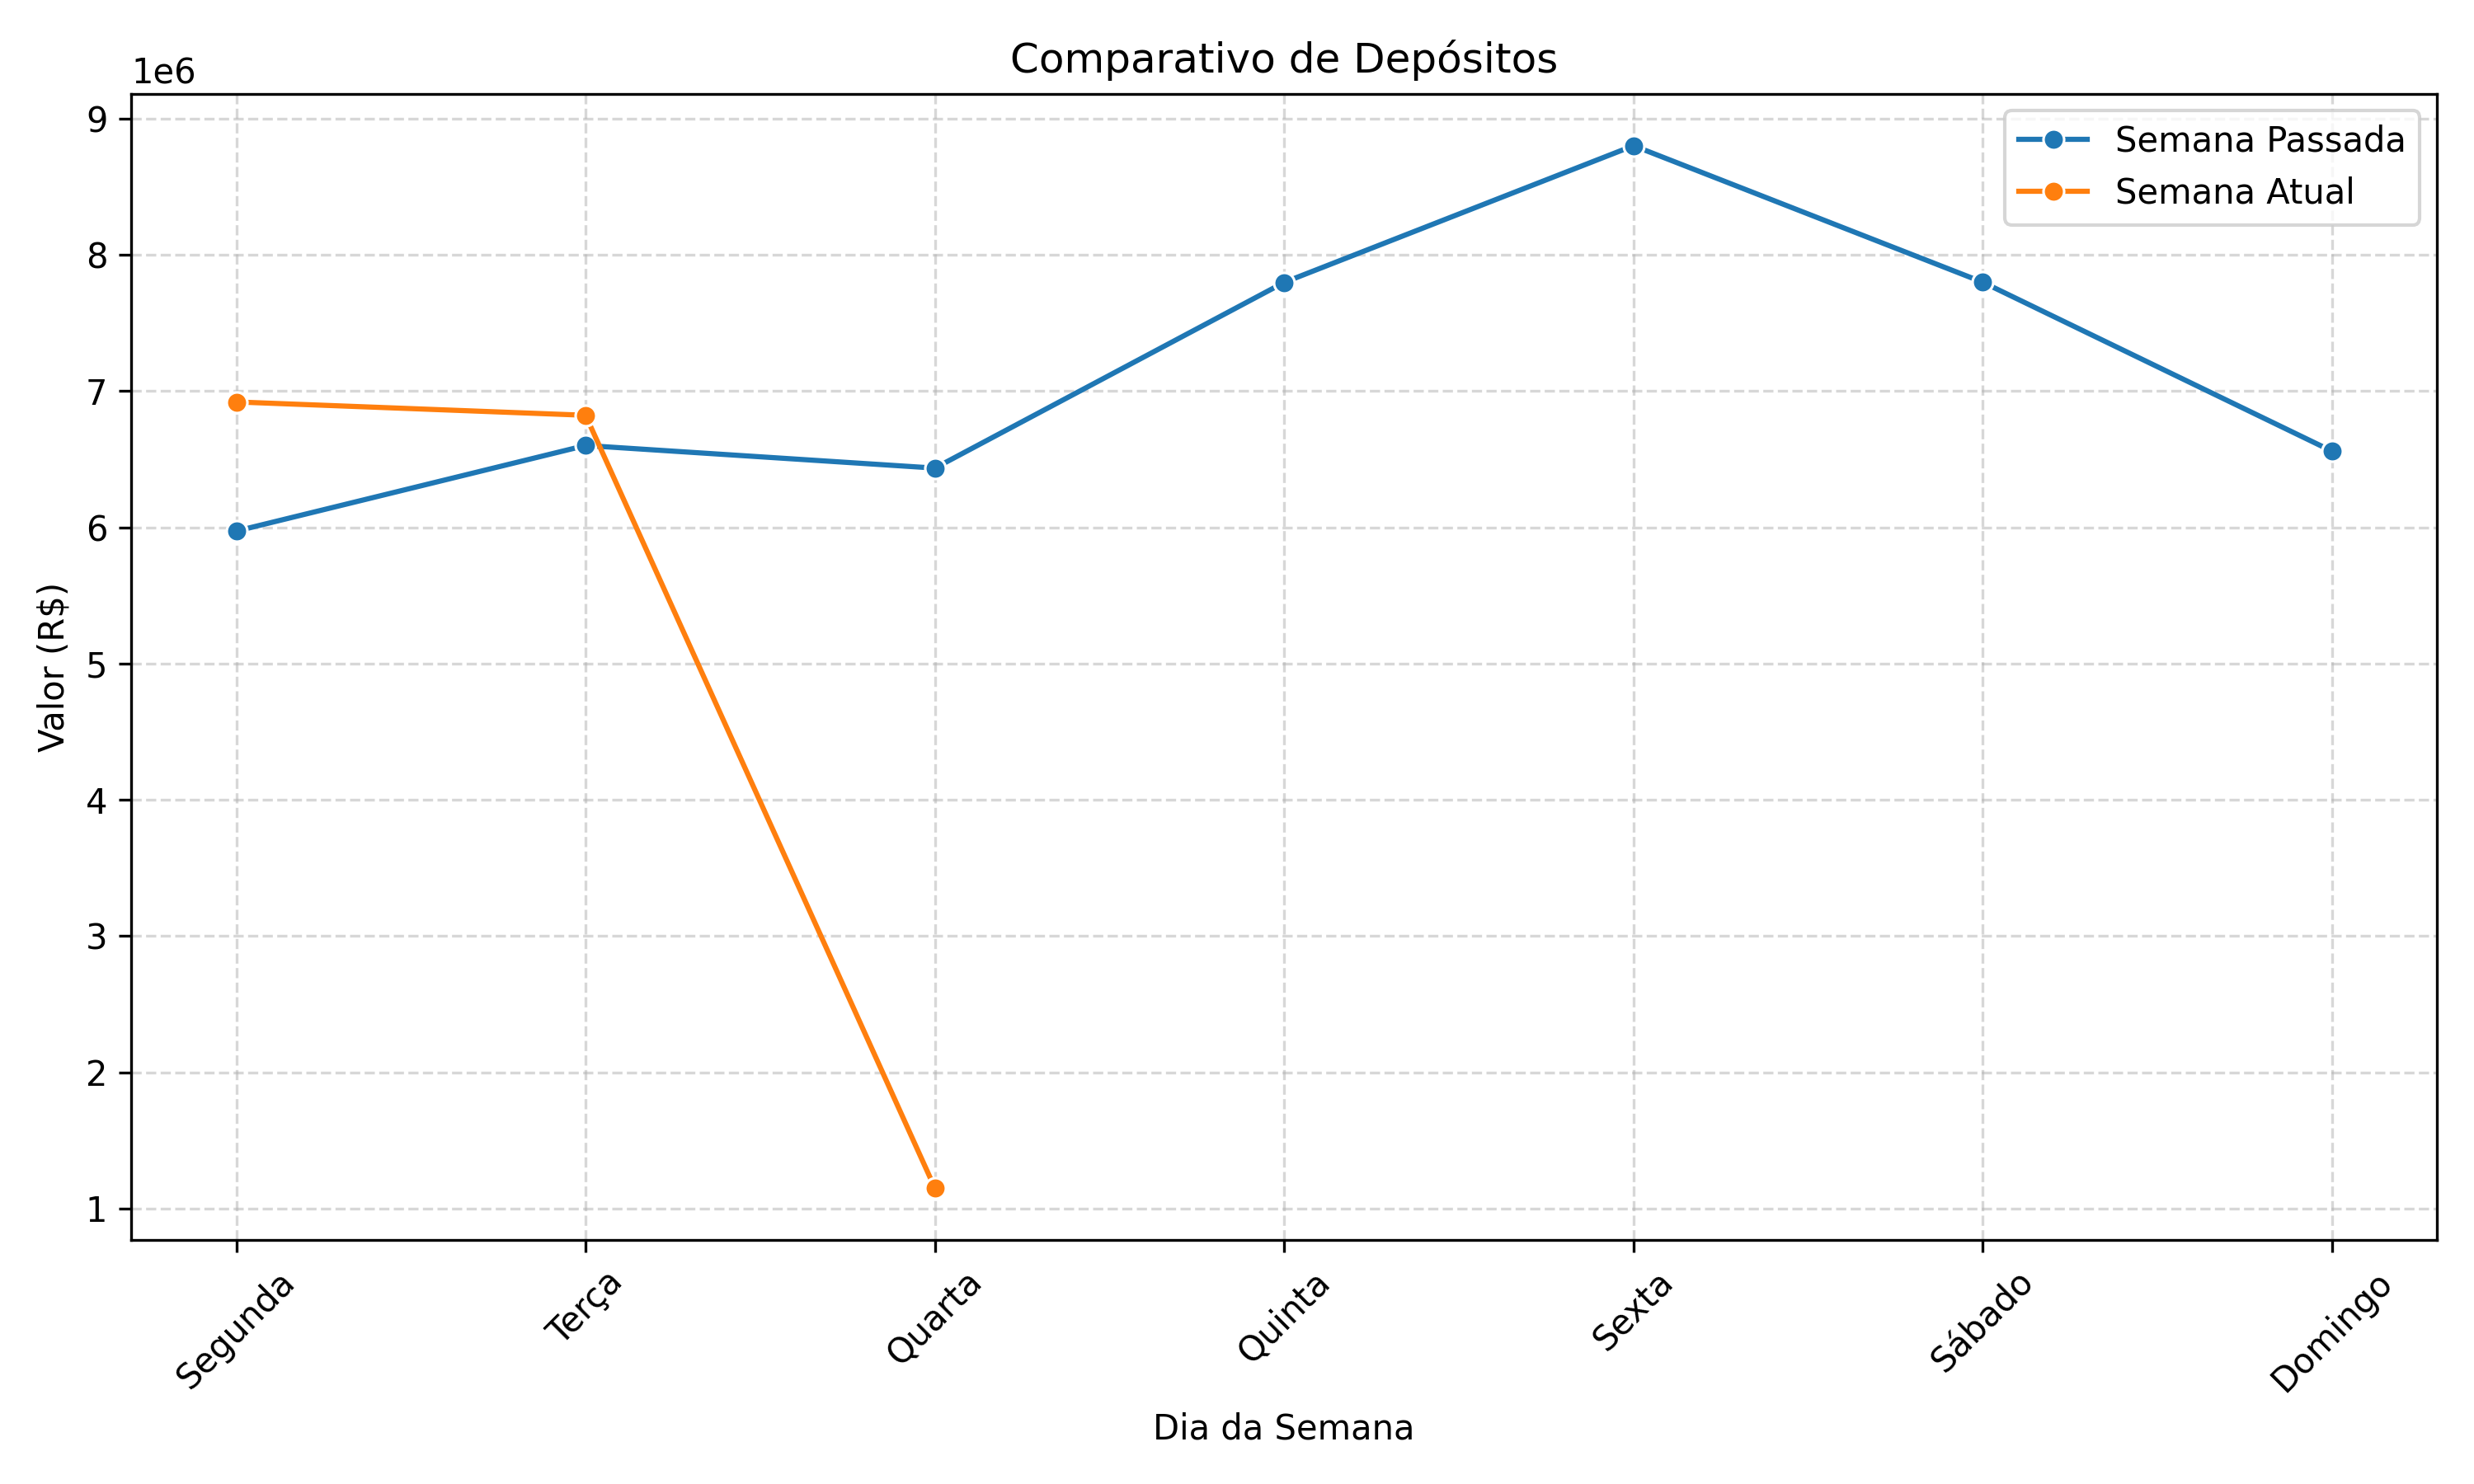 Comparativo de Depósitos
1e6
Semana Passada
Semana Atual
9
8
7
6
5
4
3
2
1
Valor (R$)
Segunda
Terça
Quarta
Quinta
Sexta
Sábado
Domingo
Dia da Semana